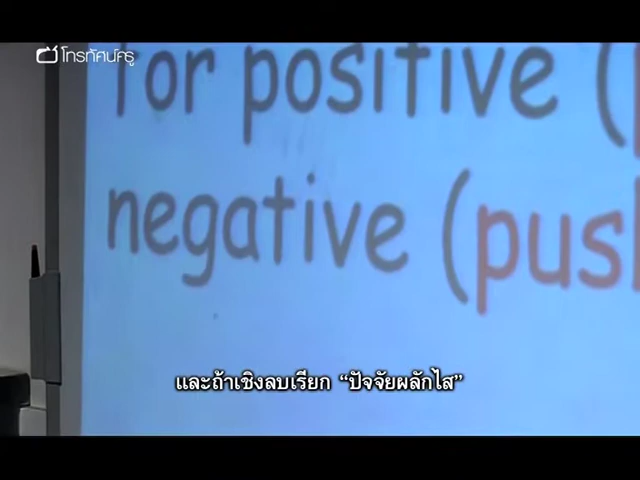 โทรทัศน์ครู
for positive (
negative (pus
และถ้าเชิงลบเรียก “ปัจจัยผลักไส”